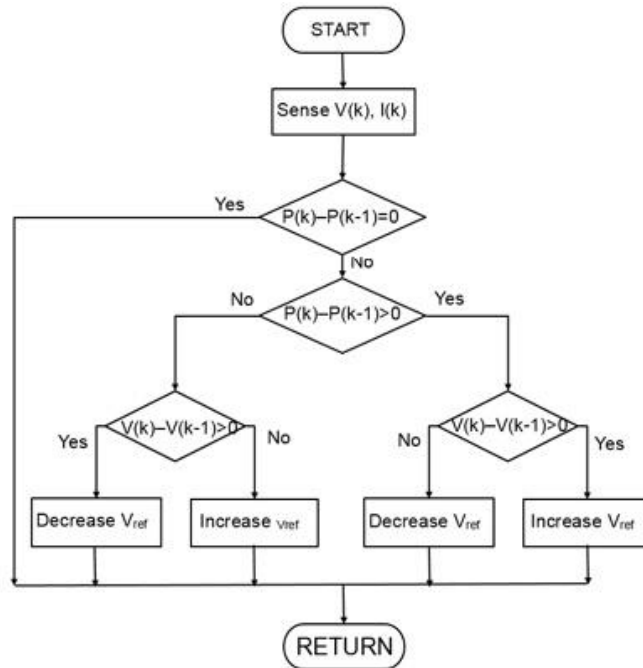 START
Sense V(k), I(k)
Yes
P(k)–P(k-1)=0
No
No
P(k)–P(k-1)>0
Yes
Yes
V(k)–V(k-1)>0
No
No
V(k)–V(k-1)>0
Yes
Decrease Vref
Increase Vref
Decrease Vref
Increase Vref
RETURN